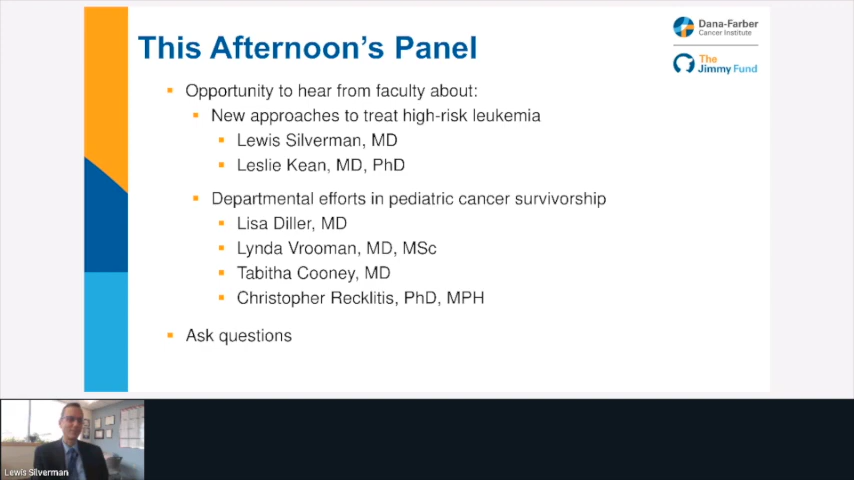 This Afternoon's Panel
Dana-Farber
Cancer Institute
The
Jimmy Fund
Opportunity to hear from faculty about:
New approaches to treat high-risk leukemia
Lewis Silverman, MD
Leslie Kean, MD, PhD
Departmental efforts in pediatric cancer survivorship
Lisa Diller, MD
Lynda Vrooman, MD, MSc
Tabitha Cooney, MD
Christopher Recklitis, PhD, MPH
Ask questions
Lewis Silverman